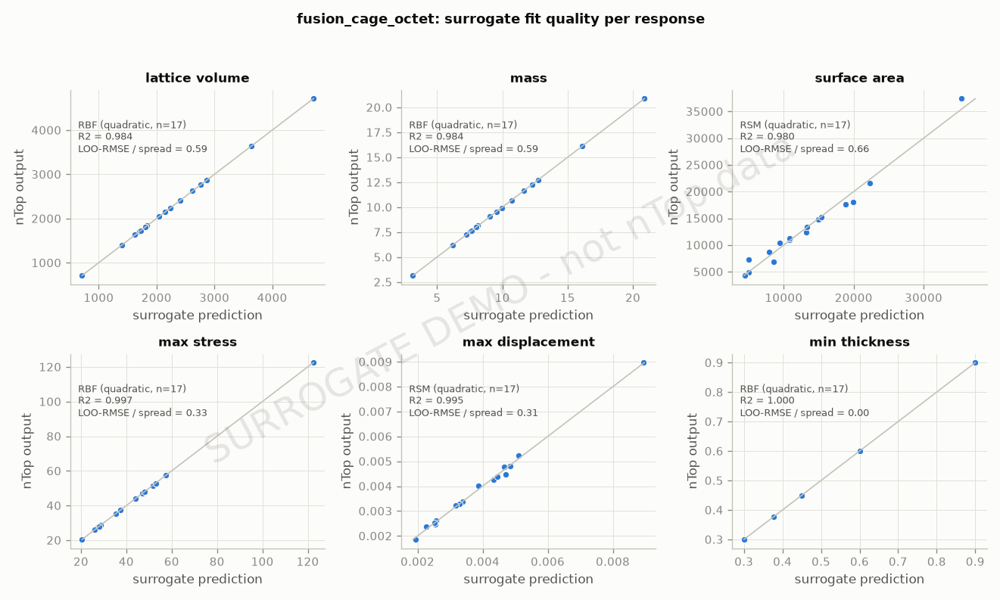 fusion_cage_octet: surrogate fit quality per response
lattice volume
RBF (quadratic, n=17)
R2 = 0.984
LOO-RMSE / spread = 0.59
nTop output
4000
3000
2000
1000
1000 2000 3000 4000
surrogate prediction
mass
RBF (quadratic, n=17)
R2 = 0.984
LOO-RMSE / spread = 0.59
nTop output
20.0
17.5
15.0
12.5
10.0
7.5
5.0
2.5
5 10 15 20
surrogate prediction
surface area
RSM (quadratic, n=17)
R2 = 0.980
LOO-RMSE / spread = 0.66
nTop output
35000
30000
25000
20000
15000
10000
5000
10000 20000 30000
surrogate prediction
max stress
RBF (quadratic, n=17)
R2 = 0.997
LOO-RMSE / spread = 0.33
nTop output
120
100
80
60
40
20
20 40 60 80 100 120
surrogate prediction
max displacement
RSM (quadratic, n=17)
R2 = 0.995
LOO-RMSE / spread = 0.31
nTop output
0.009
0.008
0.007
0.006
0.005
0.004
0.003
0.002
0.002 0.004 0.006 0.008
surrogate prediction
min thickness
RBF (quadratic, n=17)
R2 = 1.000
LOO-RMSE / spread = 0.00
nTop output
0.9
0.8
0.7
0.6
0.5
0.4
0.3
0.3 0.4 0.5 0.6 0.7 0.8 0.9
surrogate prediction
SURROGATE DEMO - not nTop data